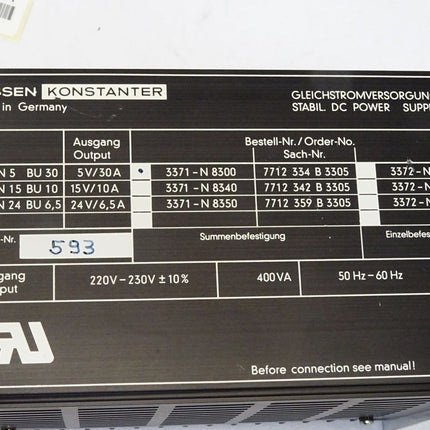 SSEN KONSTANTER
in Germany
GLEICHSTROMVERSORGUN
STABIL. DC POWER SUPP
Ausgang
Output
Bestell-Nr./Order-No.
Sach-Nr.
N 5 BU 30 5V/30A 3371-N 8300 7712 334 B 3305 3372-N
N 15 BU 10 15V/10A 3371-N 8340 7712 342 B 3305 3372-N
N 24 BU 6,5 24V/6,5A 3371-N 8350 7712 359 B 3305 3372-N
-Nr. 593 Summenbefestigung Einzelbefes
gang
put
220V-230V ± 10% 400VA 50 Hz-60 Hz
Before connection see manual!